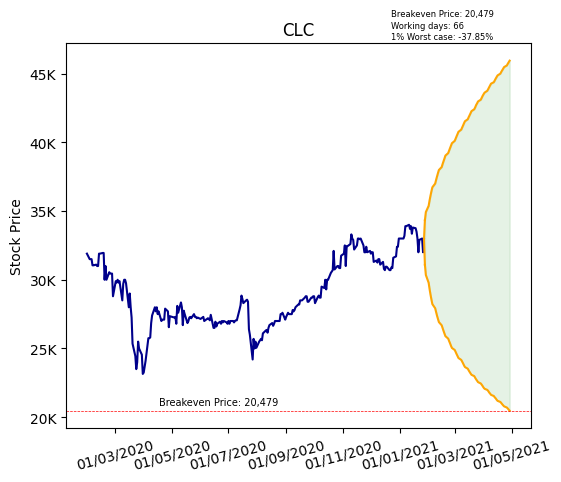 Breakeven Price: 20,479
Working days: 66
1% Worst case: -37.85%
CLC
Stock Price
45K
40K
35K
30K
25K
20K
Breakeven Price: 20,479
01/03/2020
01/05/2020
01/07/2020
01/09/2020
01/11/2020
01/01/2021
01/03/2021
01/05/2021